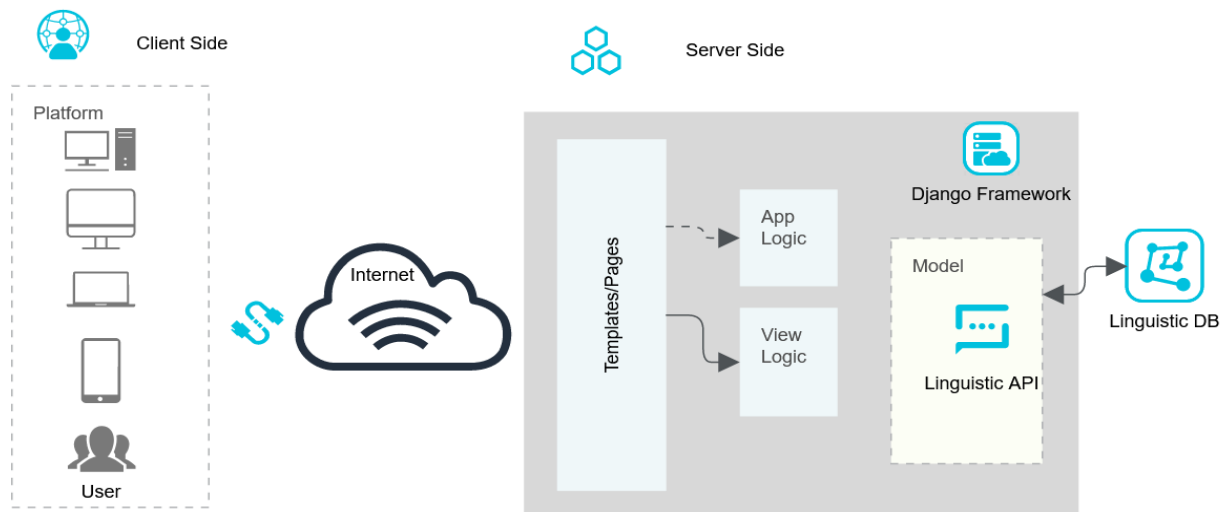 Client Side
Server Side
Platform
User
Internet
Templates/Pages
App
Logic
View
Logic
Django Framework
Model
Linguistic API
Linguistic DB